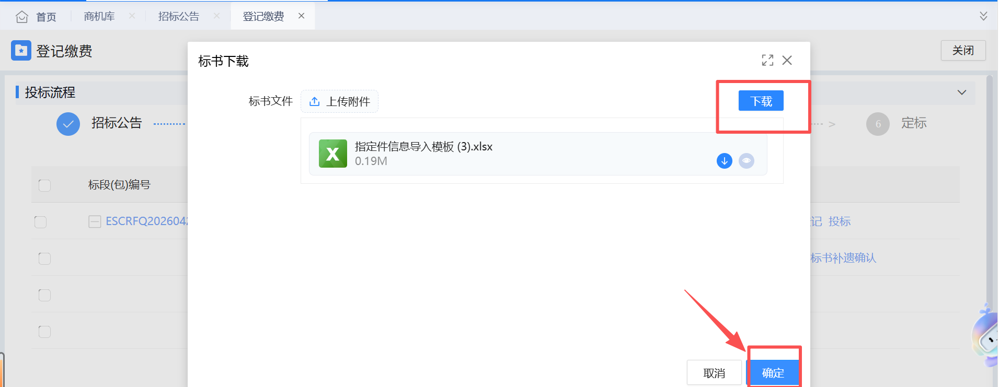 首页 商机库 招标公告 登记缴费
登记缴费
关闭
标书下载
投标流程
标书文件 上传附件 下载
招标公告
6 定标
指定件信息导入模板 (3).xlsx
0.19M
标段(包)编号
ESCRFQ202604
记 投标
标书补遗确认
取消 确定